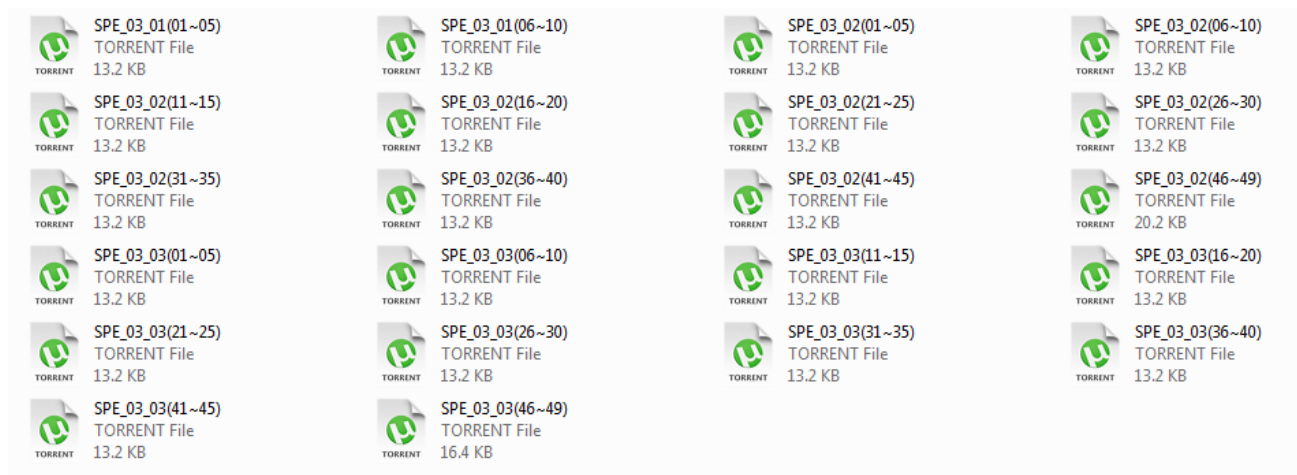 SPE_03_01(01~05)
TORRENT File
13.2 KB
TORRENT
SPE_03_01(06~10)
TORRENT File
13.2 KB
TORRENT
SPE_03_02(01~05)
TORRENT File
13.2 KB
TORRENT
SPE_03_02(06~10)
TORRENT File
13.2 KB
TORRENT
SPE_03_02(11~15)
TORRENT File
13.2 KB
TORRENT
SPE_03_02(16~20)
TORRENT File
13.2 KB
TORRENT
SPE_03_02(21~25)
TORRENT File
13.2 KB
TORRENT
SPE_03_02(26~30)
TORRENT File
13.2 KB
TORRENT
SPE_03_02(31~35)
TORRENT File
13.2 KB
TORRENT
SPE_03_02(36~40)
TORRENT File
13.2 KB
TORRENT
SPE_03_02(41~45)
TORRENT File
13.2 KB
TORRENT
SPE_03_02(46~49)
TORRENT File
20.2 KB
TORRENT
SPE_03_03(01~05)
TORRENT File
13.2 KB
TORRENT
SPE_03_03(06~10)
TORRENT File
13.2 KB
TORRENT
SPE_03_03(11~15)
TORRENT File
13.2 KB
TORRENT
SPE_03_03(16~20)
TORRENT File
13.2 KB
TORRENT
SPE_03_03(21~25)
TORRENT File
13.2 KB
TORRENT
SPE_03_03(26~30)
TORRENT File
13.2 KB
TORRENT
SPE_03_03(31~35)
TORRENT File
13.2 KB
TORRENT
SPE_03_03(36~40)
TORRENT File
13.2 KB
TORRENT
SPE_03_03(41~45)
TORRENT File
13.2 KB
TORRENT
SPE_03_03(46~49)
TORRENT File
16.4 KB
TORRENT